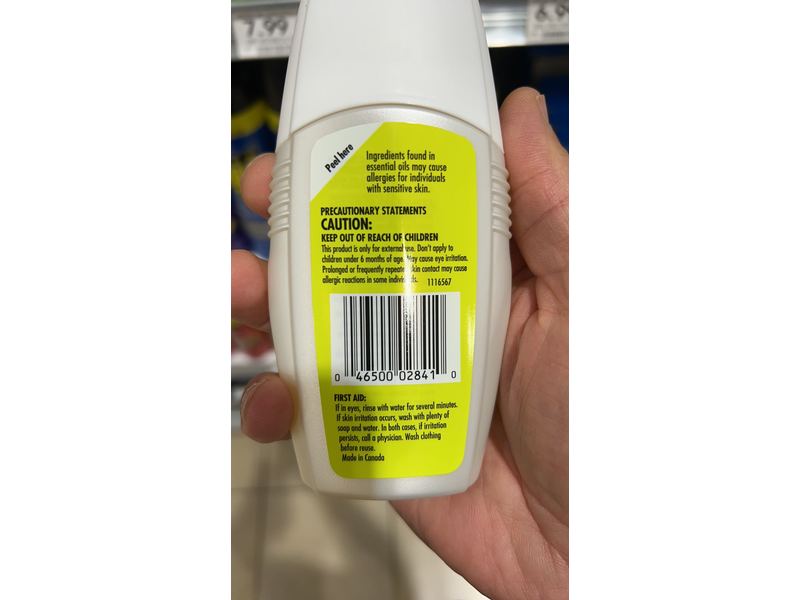 7.99
6.9
Peel here
Ingredients found in
essential oils may cause
allergies for individuals
with sensitive skin.
PRECAUTIONARY STATEMENTS
CAUTION:
KEEP OUT OF REACH OF CHILDREN
This product is only for external use. Don't apply to
children under 6 months of age. May cause eye irritation.
Prolonged or frequently repeated skin contact may cause
allergic reactions in some individuals. 1116567
0 46500 02841 0
FIRST AID:
If in eyes, rinse with water for several minutes.
If skin irritation occurs, wash with plenty of
soap and water. In both cases, if irritation
persists, call a physician. Wash clothing
before reuse.
Made in Canada